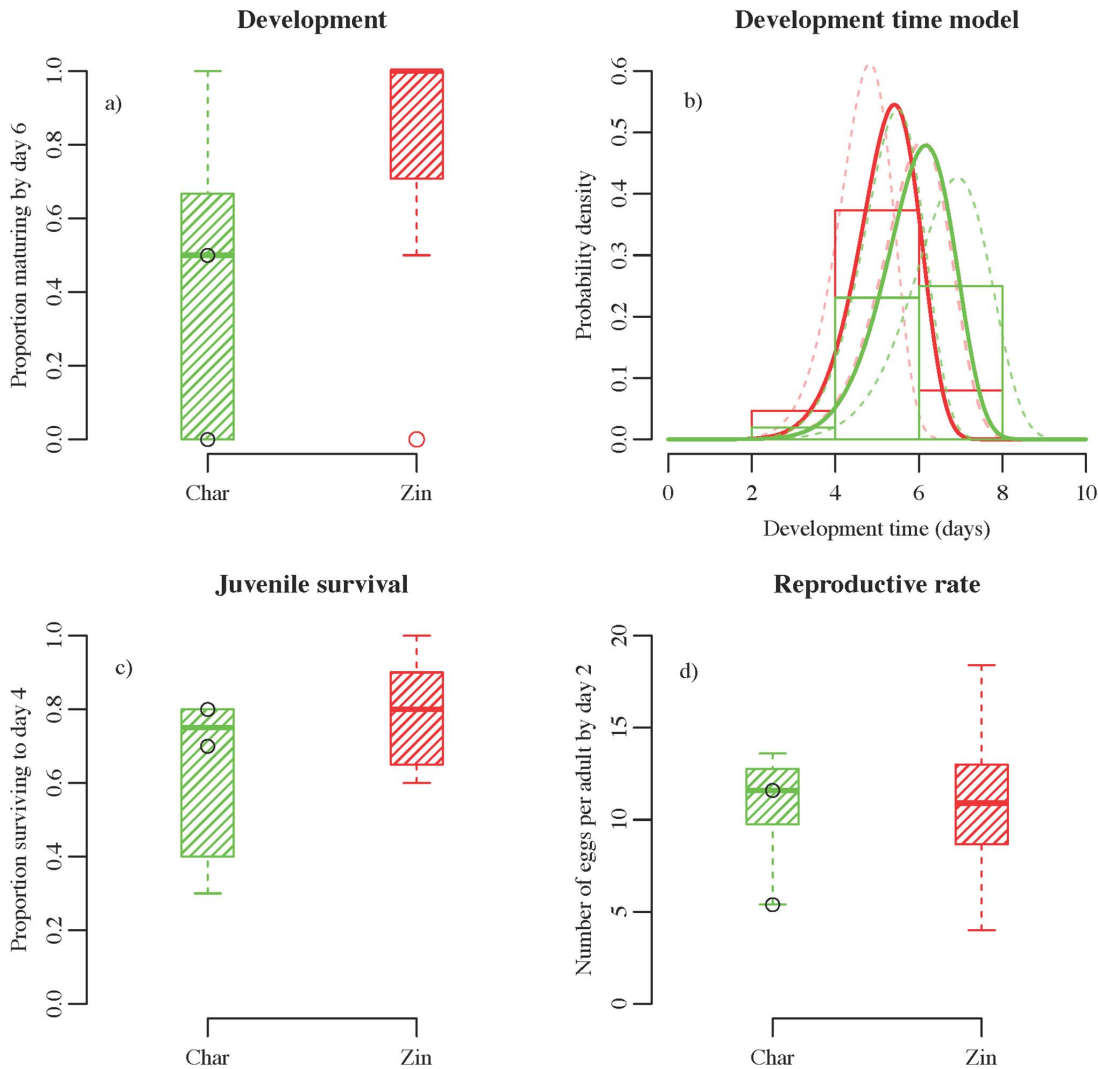 Development
a)
Proportion maturing by day 6
1.0
0.8
0.6
0.4
0.2
0.0
Char Zin
Development time model
b)
Probability density
0.6
0.5
0.4
0.3
0.2
0.1
0.0
0 2 4 6 8 10
Development time (days)
Juvenile survival
c)
Proportion surviving to day 4
1.0
0.8
0.6
0.4
0.2
0.0
Char Zin
Reproductive rate
d)
Number of eggs per adult by day 2
20
15
10
5
0
Char Zin